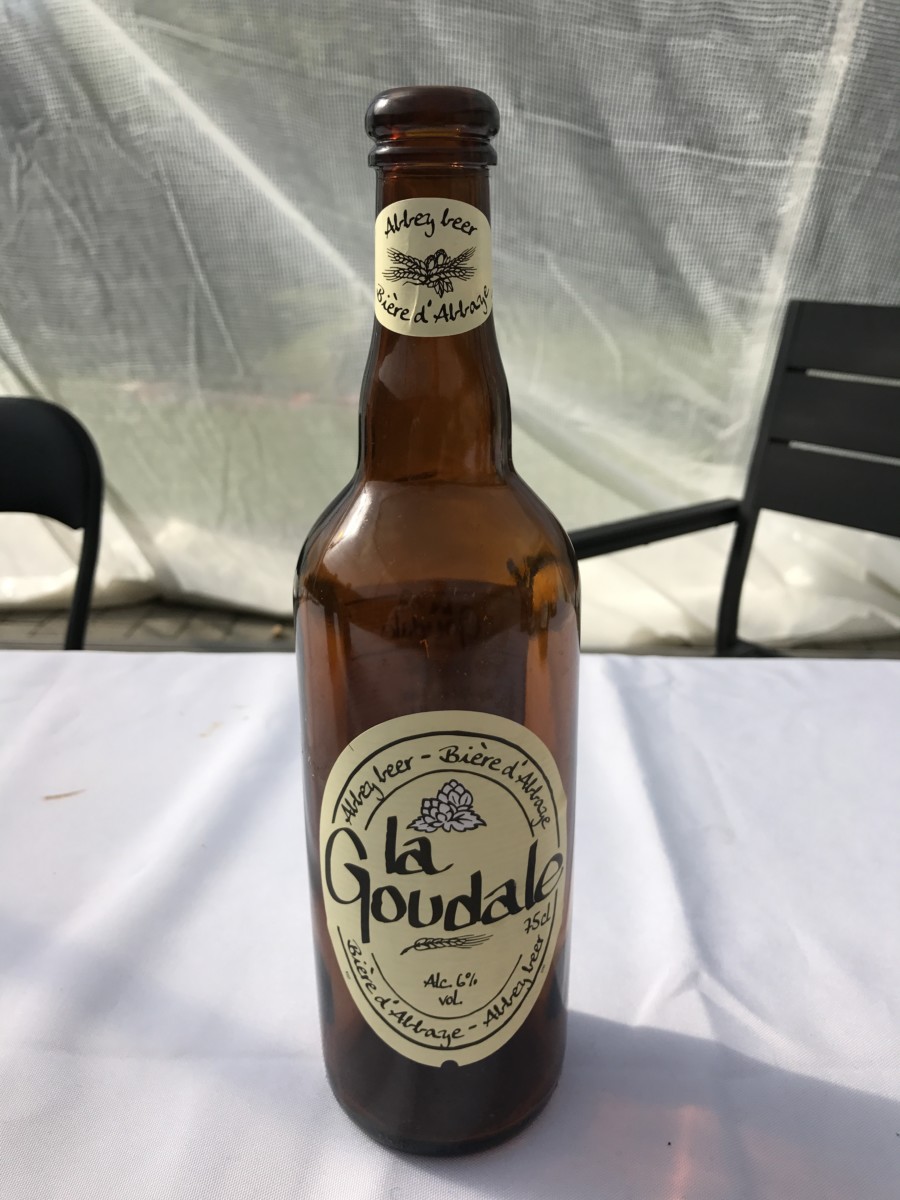 Abbey beer
Bière d'Abbaye
Abbey beer - Bière d'Abbaye
la
Goudale
75cl
Alc. 6%
vol.
Bière d'Abbaye - Abbey beer